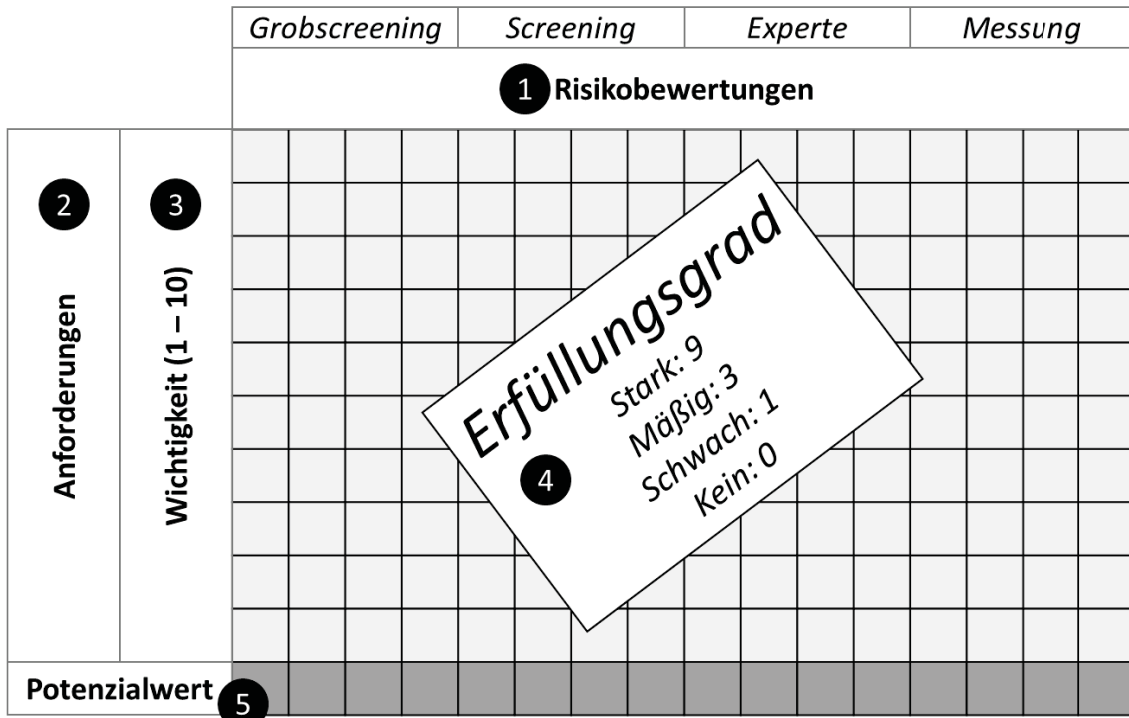 Grobscreening Screening Experte Messung
1 Risikobewertungen
2 3
Anforderungen
Wichtigkeit (1 – 10)
Erfüllungsgrad
Stark: 9
Mäßig: 3
Schwach: 1
Kein: 0
4
Potenzialwert 5